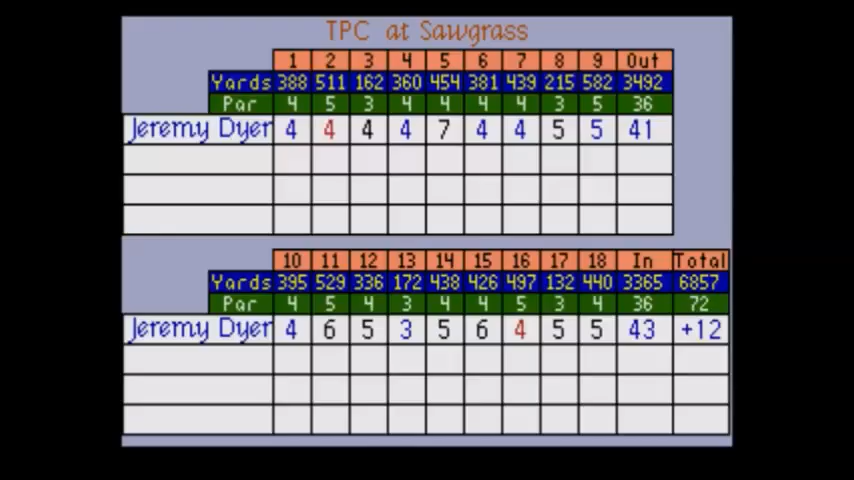 TPC at Sawgrass
1 2 3 4 5 6 7 8 9 Out
Yards 388 511 162 360 454 381 439 215 582 3492
Par 4 5 3 4 4 4 4 3 5 36
Jeremy Dyer 4 4 4 4 7 4 4 5 5 41
10 11 12 13 14 15 16 17 18 In Total
Yards 395 529 336 172 438 426 497 132 440 3365 6857
Par 4 5 4 3 4 4 5 3 4 36 72
Jeremy Dyer 4 6 5 3 5 6 4 5 5 43 +12